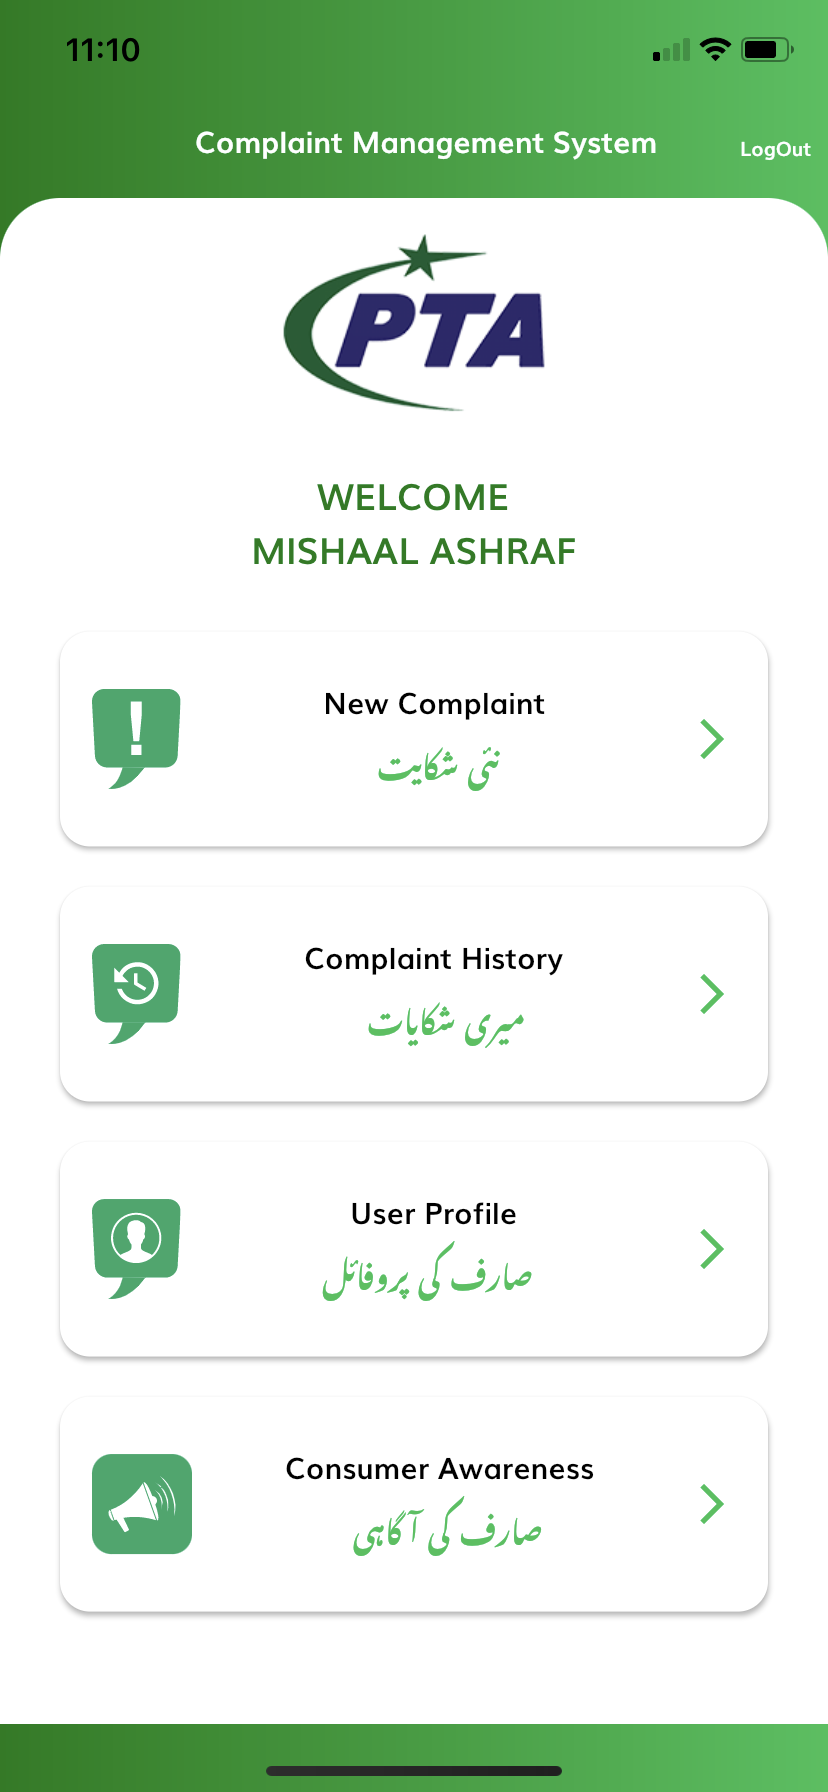 11:10
Complaint Management System
LogOut
PTA
WELCOME
MISHAAL ASHRAF
New Complaint
نئی شکایت
Complaint History
میری شکایات
User Profile
صارف کی پروفائل
Consumer Awareness
صارف کی آگاہی